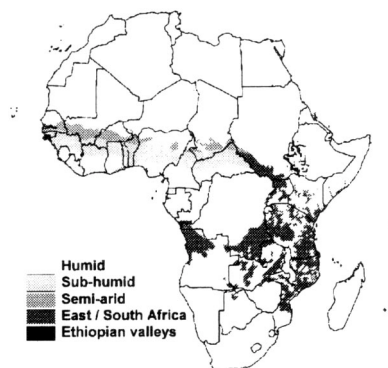 Humid
Sub-humid
Semi-arid
East / South Africa
Ethiopian valleys